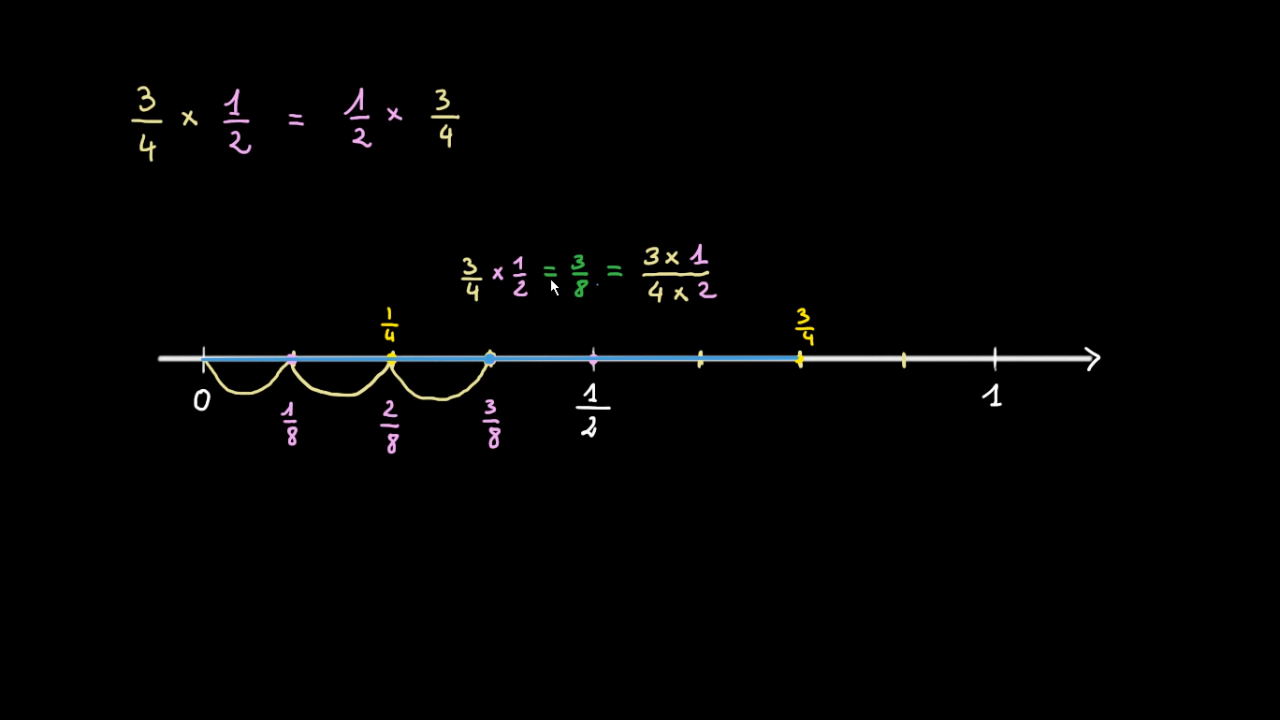 3/4 × 1/2 = 1/2 × 3/4
3/4 × 1/2 = 3/8 = 3 × 1 / 4 × 2
1/4 3/4
0 1/8 2/8 3/8 1/2 1